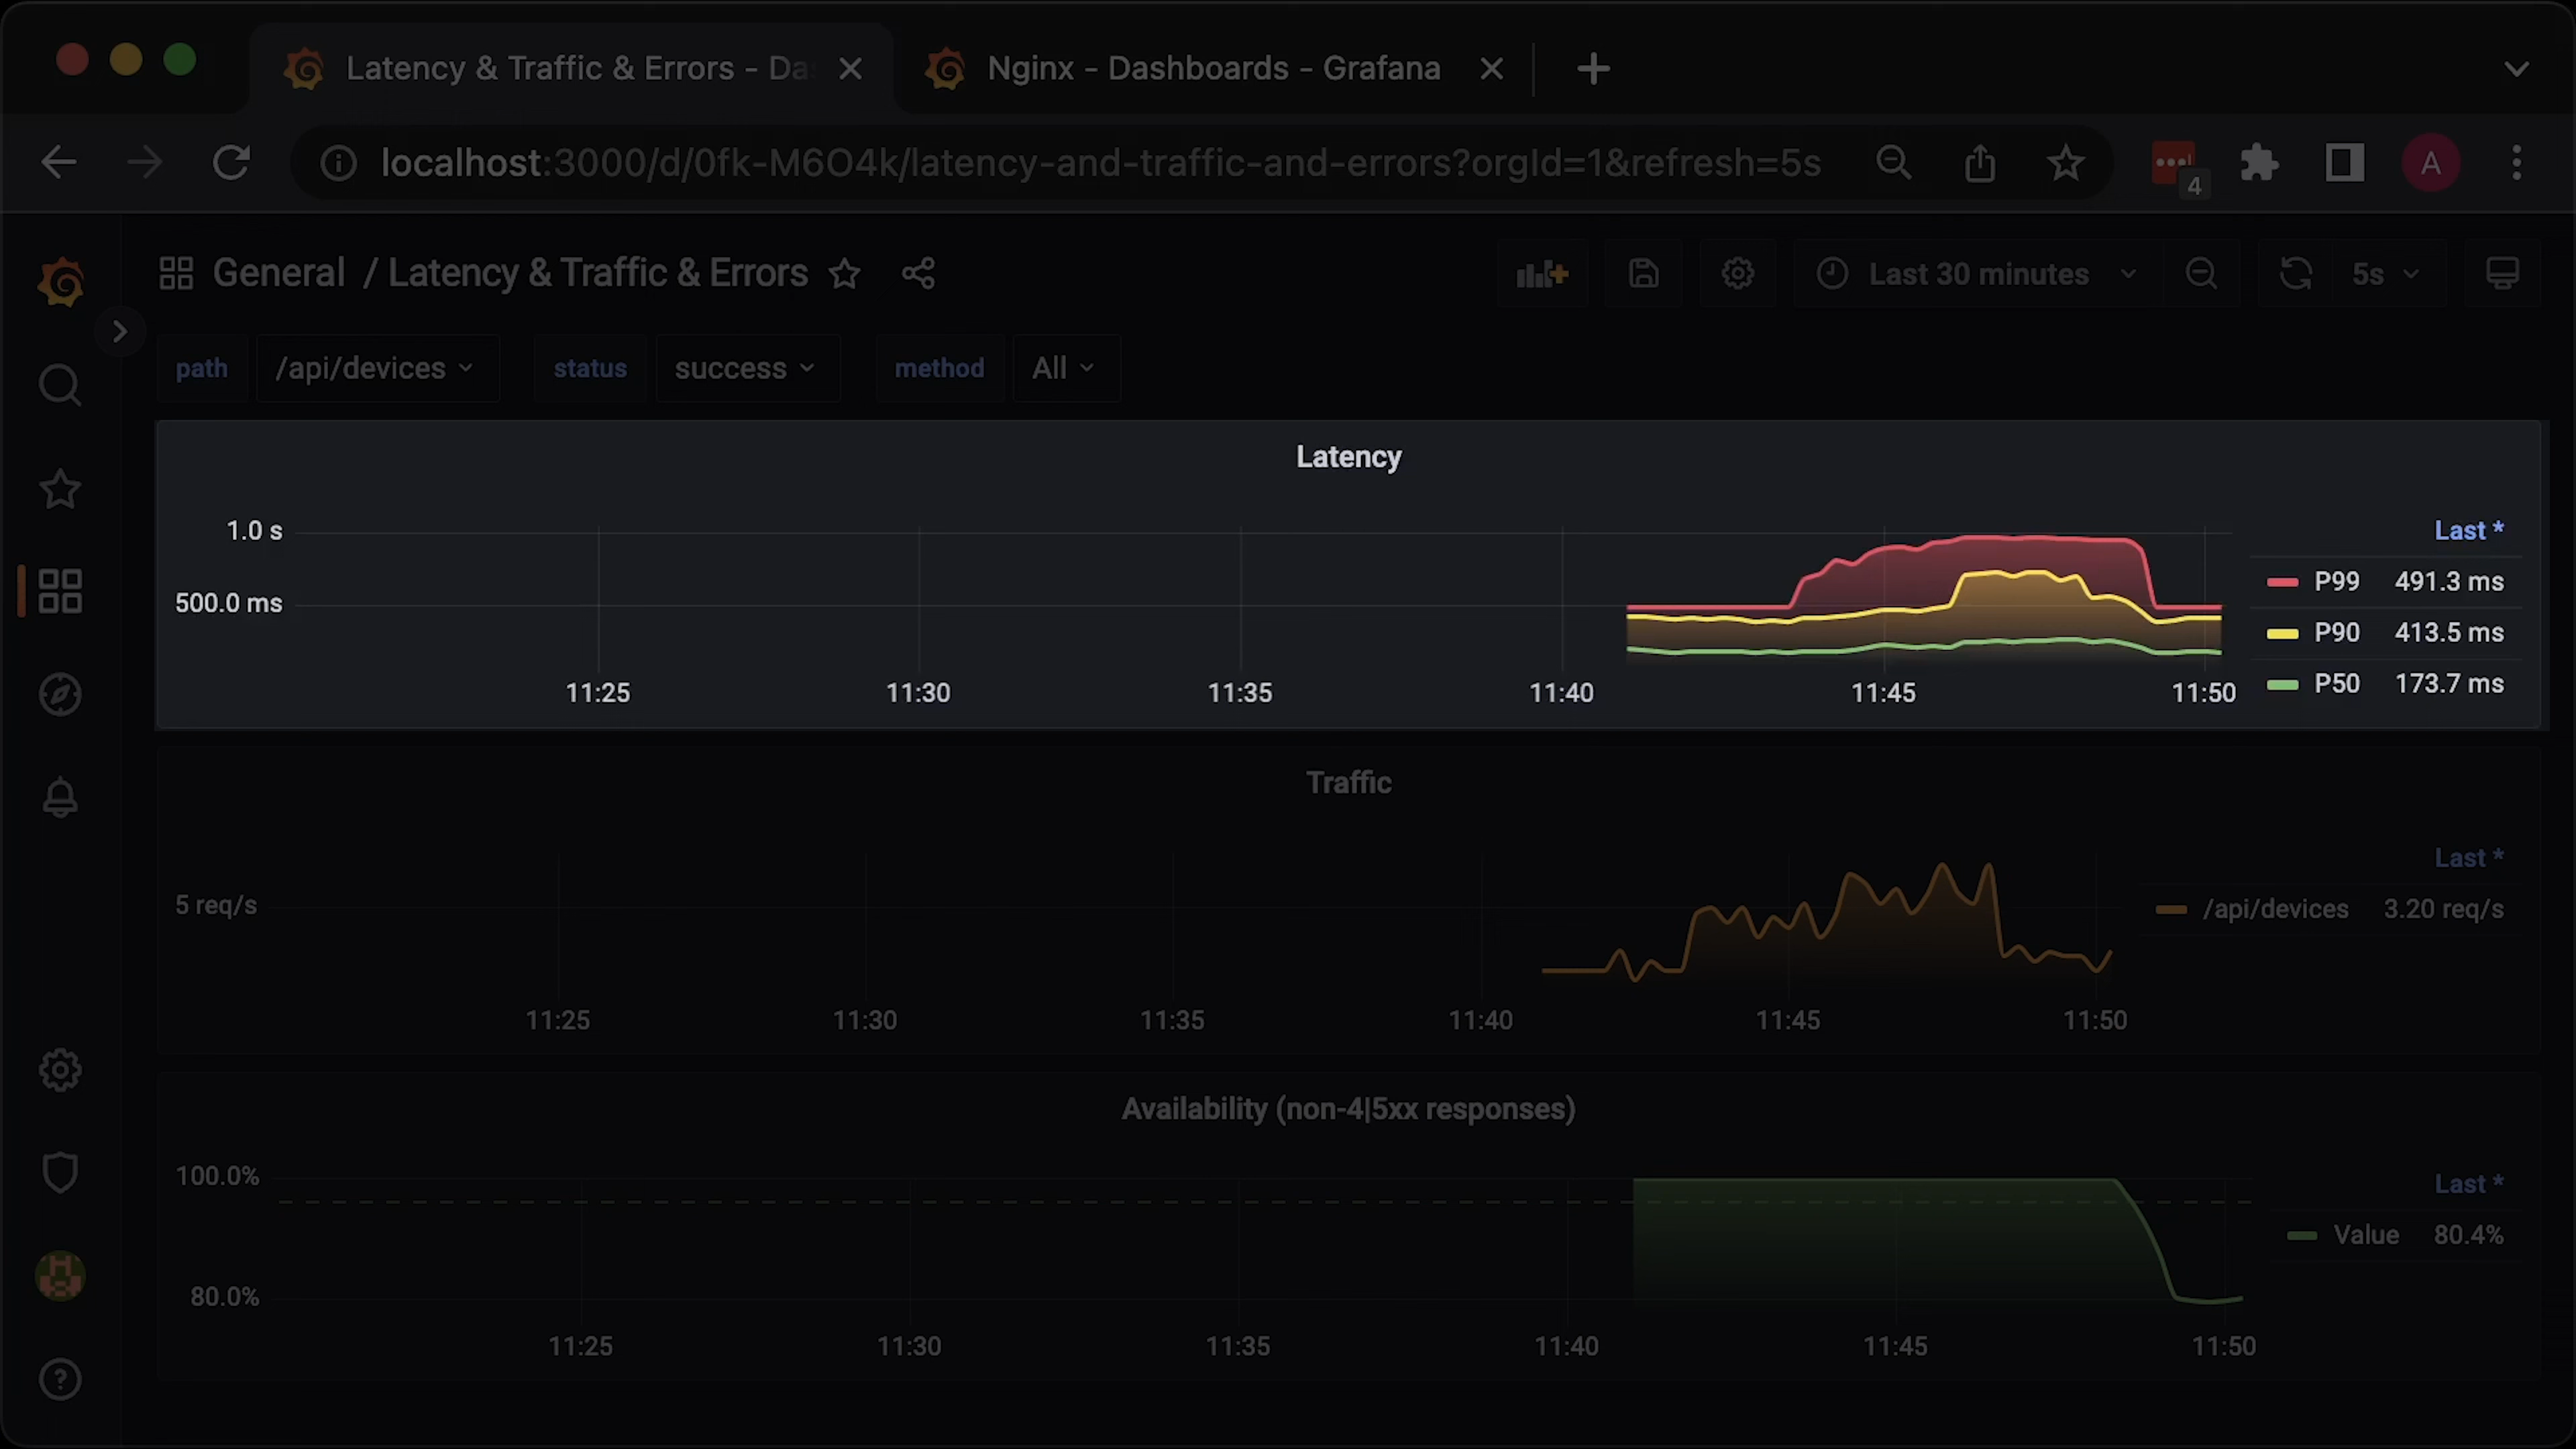 Latency & Traffic & Errors - Da
Nginx - Dashboards - Grafana
localhost:3000/d/0fk-M6O4k/latency-and-traffic-and-errors?orgId=1&refresh=5s
4
A
General / Latency & Traffic & Errors
Last 30 minutes
5s
path /api/devices status success method All
Latency
1.0 s
500.0 ms
11:25 11:30 11:35 11:40 11:45 11:50
Last *
P99 491.3 ms
P90 413.5 ms
P50 173.7 ms
Traffic
5 req/s
11:25 11:30 11:35 11:40 11:45 11:50
Last *
/api/devices 3.20 req/s
Availability (non-4|5xx responses)
100.0%
80.0%
11:25 11:30 11:35 11:40 11:45 11:50
Last *
Value 80.4%